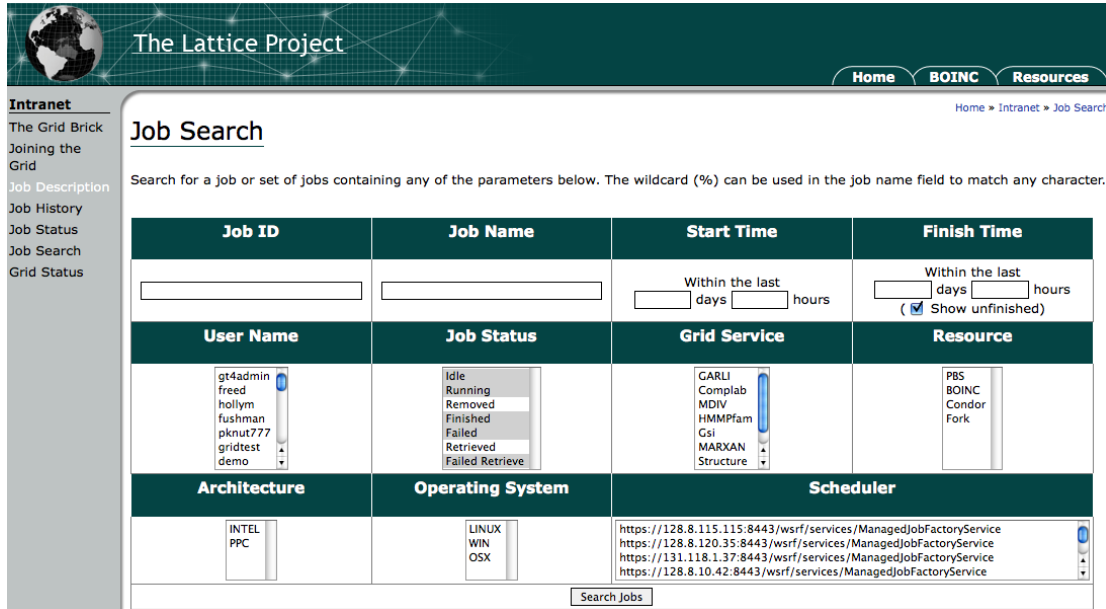 The Lattice Project
Home BOINC Resources
Intranet
The Grid Brick
Joining the
Grid
Job Description
Job History
Job Status
Job Search
Grid Status
Home » Intranet » Job Search
Job Search
Search for a job or set of jobs containing any of the parameters below. The wildcard (%) can be used in the job name field to match any character.
Job ID Job Name Start Time Finish Time
Within the last
days hours
Within the last
days hours
( Show unfinished)
User Name Job Status Grid Service Resource
gt4admin
freed
hollym
fushman
pknut777
gridtest
demo
Idle
Running
Removed
Finished
Failed
Retrieved
Failed Retrieve
GARLI
Complab
MDIV
HMMPfam
Gsi
MARXAN
Structure
PBS
BOINC
Condor
Fork
Architecture Operating System Scheduler
INTEL
PPC
LINUX
WIN
OSX
https://128.8.115.115:8443/wsrf/services/ManagedJobFactoryService
https://128.8.120.35:8443/wsrf/services/ManagedJobFactoryService
https://131.118.1.37:8443/wsrf/services/ManagedJobFactoryService
https://128.8.10.42:8443/wsrf/services/ManagedJobFactoryService
Search Jobs